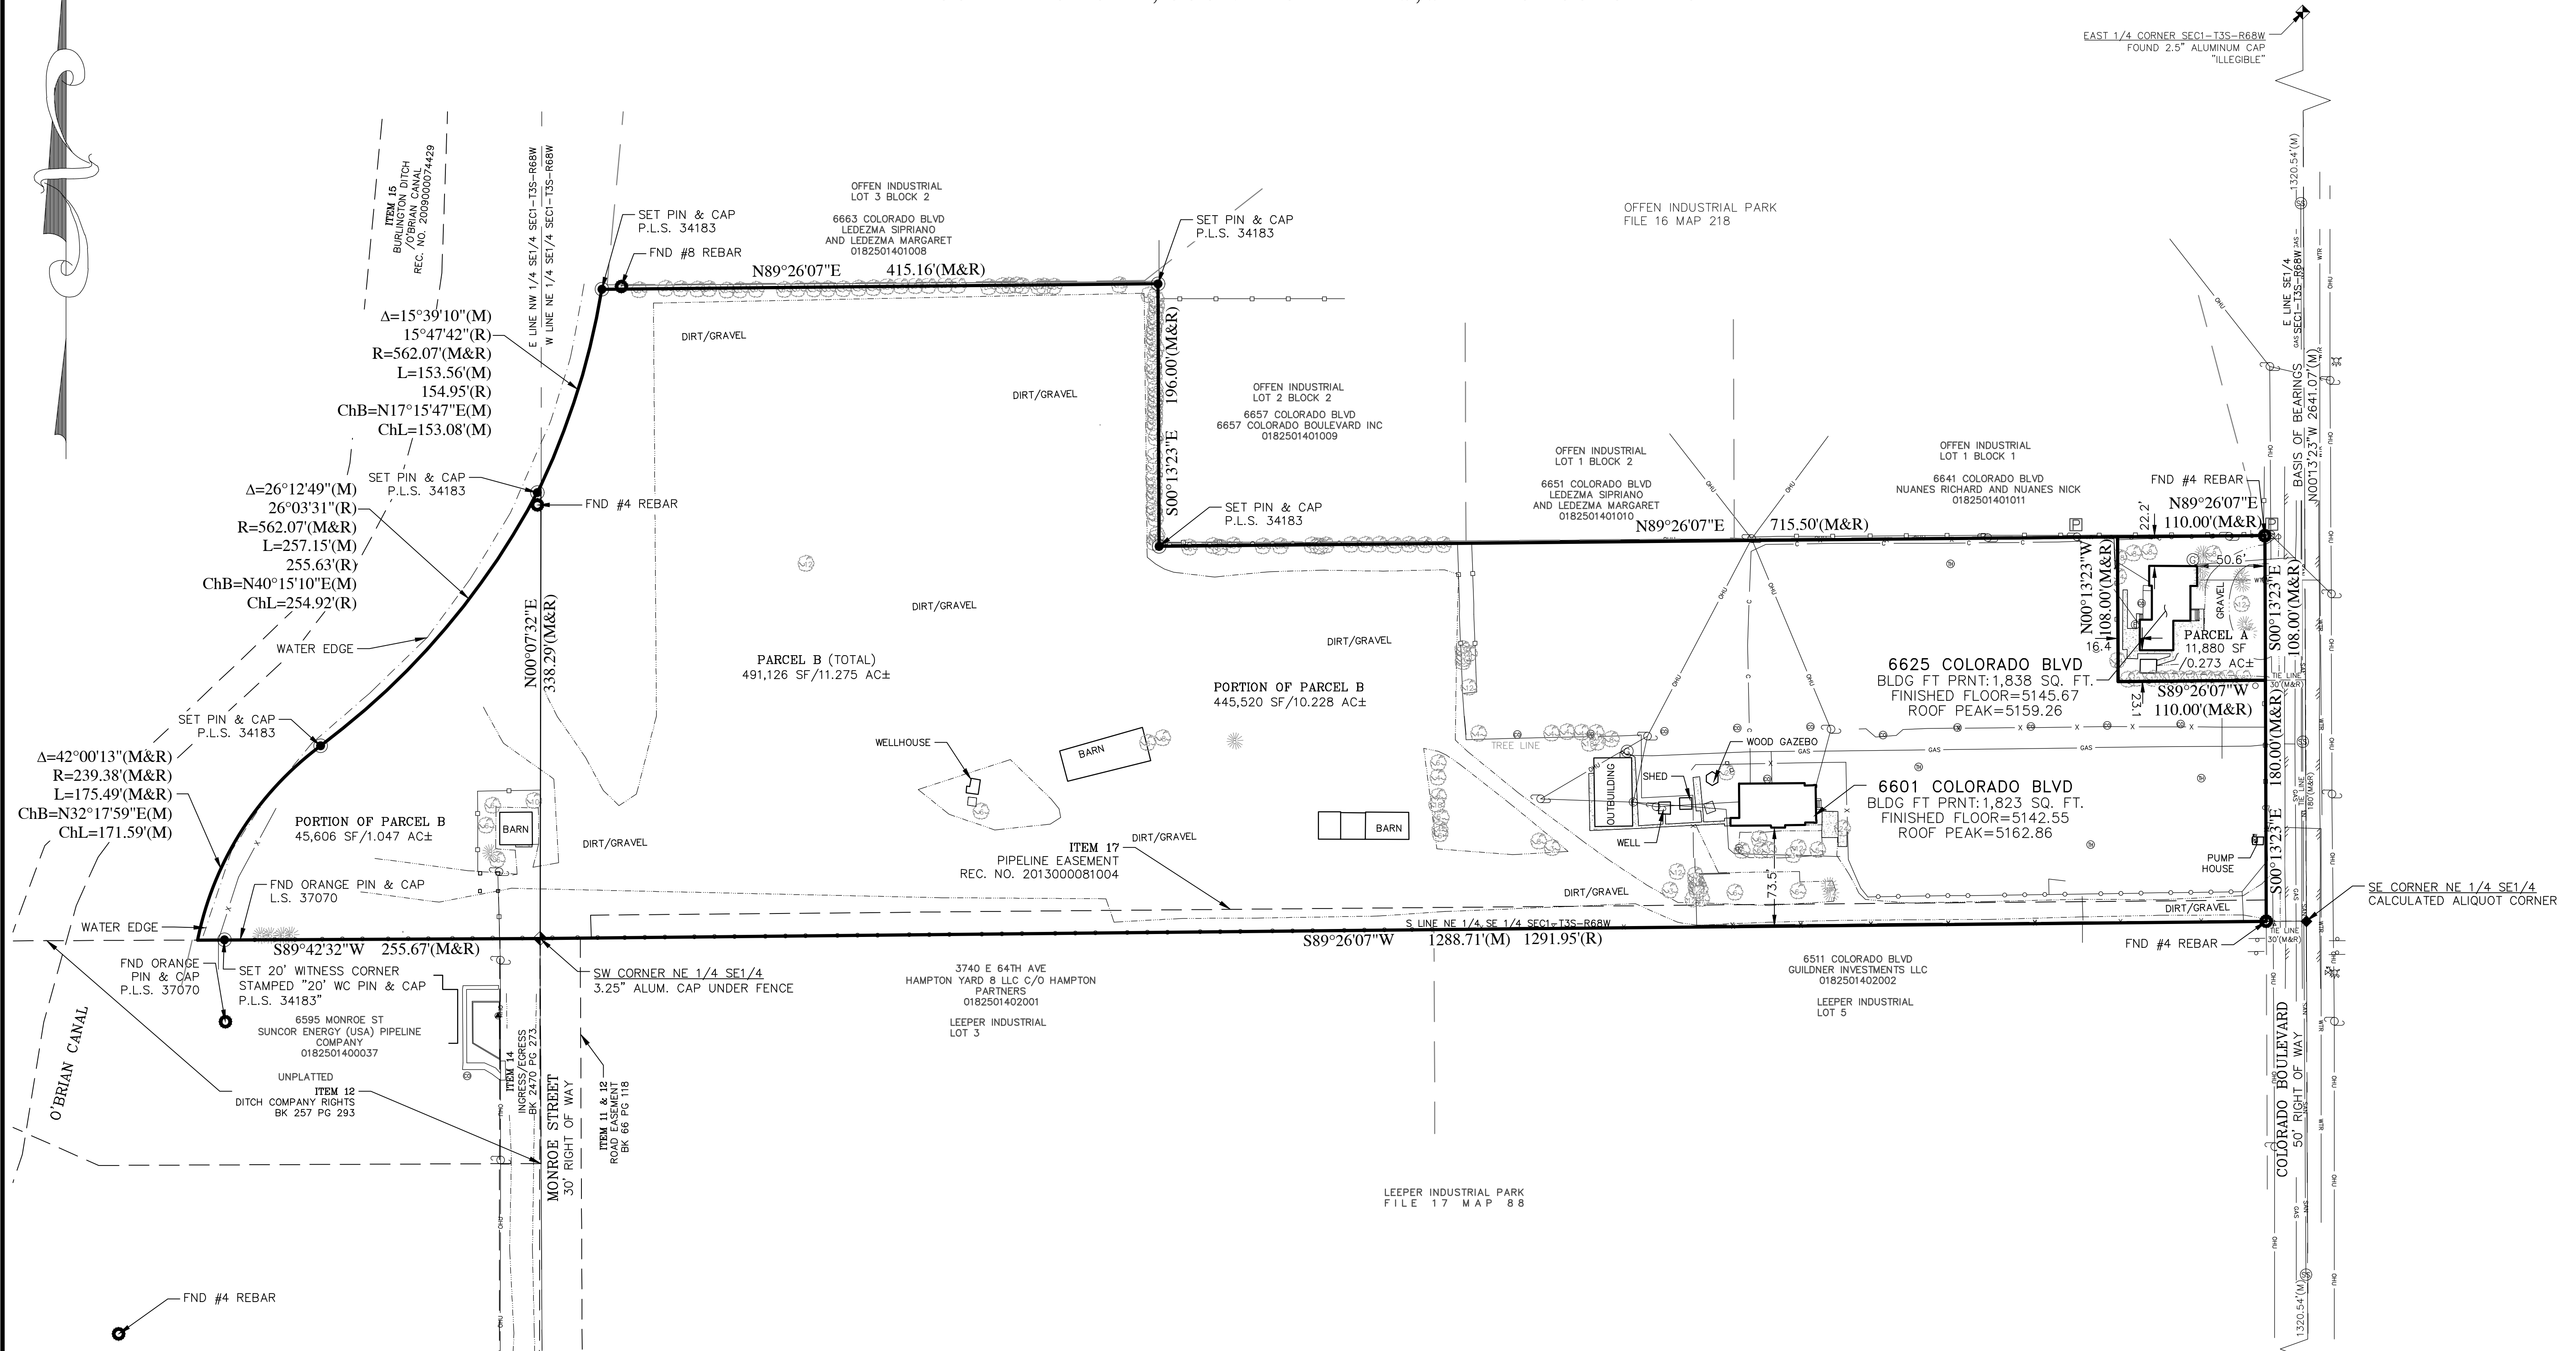 EAST 1/4 CORNER SEC1-T3S-R68W
FOUND 2.5" ALUMINUM CAP
"ILLEGIBLE"
1320.54'(M)
E LINE SE1/4
SEC1-T3S-R68W
BASIS OF BEARINGS
N00°13'23"W 2641.07'(M)
ITEM 15
BURLINGTON DITCH
/O'BRIAN CANAL
REC. NO. 2009000074429
E LINE NW 1/4 SE1/4 SEC1-T3S-R68W
W LINE NE 1/4 SE1/4 SEC1-T3S-R68W
SET PIN & CAP
P.L.S. 34183
FND #8 REBAR
OFFEN INDUSTRIAL
LOT 3 BLOCK 2
6663 COLORADO BLVD
LEDEZMA SIPRIANO
AND LEDEZMA MARGARET
0182501401008
N89°26'07"E 415.16'(M&R)
SET PIN & CAP
P.L.S. 34183
OFFEN INDUSTRIAL PARK
FILE 16 MAP 218
Δ=15°39'10"(M)
15°47'42"(R)
R=562.07'(M&R)
L=153.56'(M)
154.95'(R)
ChB=N17°15'47"E(M)
ChL=153.08'(M)
DIRT/GRAVEL
DIRT/GRAVEL
S00°13'23"E 196.00'(M&R)
OFFEN INDUSTRIAL
LOT 2 BLOCK 2
6657 COLORADO BLVD
6657 COLORADO BOULEVARD INC
0182501401009
OFFEN INDUSTRIAL
LOT 1 BLOCK 2
6651 COLORADO BLVD
LEDEZMA SIPRIANO
AND LEDEZMA MARGARET
0182501401010
OFFEN INDUSTRIAL
LOT 1 BLOCK 1
6641 COLORADO BLVD
NUANES RICHARD AND NUANES NICK
0182501401011
FND #4 REBAR
N89°26'07"E
110.00'(M&R)
SET PIN & CAP
P.L.S. 34183
FND #4 REBAR
SET PIN & CAP
P.L.S. 34183
N89°26'07"E 715.50'(M&R)
P
P
22.2'
Δ=26°12'49"(M)
26°03'31"(R)
R=562.07'(M&R)
L=257.15'(M)
255.63'(R)
ChB=N40°15'10"E(M)
ChL=254.92'(R)
WATER EDGE
N00°07'32"E
338.29'(M&R)
DIRT/GRAVEL
DIRT/GRAVEL
N00°13'23"W
108.00'(M&R)
50.6'
G
GRAVEL
S00°13'23"E
108.00'(M&R)
16.4
PARCEL A
11,880 SF
/0.273 AC±
PARCEL B (TOTAL)
491,126 SF/11.275 AC±
PORTION OF PARCEL B
445,520 SF/10.228 AC±
6625 COLORADO BLVD
BLDG FT PRNT: 1,838 SQ. FT.
FINISHED FLOOR=5145.67
ROOF PEAK=5159.26
TIE LINE
30'(M&R)
S89°26'07"W
110.00'(M&R)
23.1
SET PIN & CAP
P.L.S. 34183
Δ=42°00'13"(M&R)
R=239.38'(M&R)
L=175.49'(M&R)
ChB=N32°17'59"E(M)
ChL=171.59'(M)
WELLHOUSE
BARN
TREE LINE
WOOD GAZEBO
OUTBUILDING
SHED
WELL
GAS
GAS
GAS
6601 COLORADO BLVD
BLDG FT PRNT: 1,823 SQ. FT.
FINISHED FLOOR=5142.55
ROOF PEAK=5162.86
S00°13'23"E 180.00'(M&R)
TIE LINE
180'(M&R)
PORTION OF PARCEL B
45,606 SF/1.047 AC±
BARN
DIRT/GRAVEL
DIRT/GRAVEL
BARN
73.5'
PUMP
HOUSE
ITEM 17
PIPELINE EASEMENT
REC. NO. 2013000081004
FND ORANGE PIN & CAP
L.S. 37070
WATER EDGE
DIRT/GRAVEL
DIRT/GRAVEL
SE CORNER NE 1/4 SE1/4
CALCULATED ALIQUOT CORNER
S LINE NE 1/4 SE 1/4 SEC1-T3S-R68W
S89°42'32"W 255.67'(M&R)
S89°26'07"W 1288.71'(M) 1291.95'(R)
FND #4 REBAR
TIE LINE
30'(M&R)
FND ORANGE
PIN & CAP
P.L.S. 37070
SET 20' WITNESS CORNER
STAMPED "20' WC PIN & CAP
P.L.S. 34183"
SW CORNER NE 1/4 SE1/4
3.25" ALUM. CAP UNDER FENCE
3740 E 64TH AVE
HAMPTON YARD 8 LLC C/O HAMPTON
PARTNERS
0182501402001
LEEPER INDUSTRIAL
LOT 3
6511 COLORADO BLVD
GUILDNER INVESTMENTS LLC
0182501402002
LEEPER INDUSTRIAL
LOT 5
6595 MONROE ST
SUNCOR ENERGY (USA) PIPELINE
COMPANY
0182501400037
UNPLATTED
ITEM 12
DITCH COMPANY RIGHTS
BK 257 PG 293
O'BRIAN CANAL
ITEM 14
INGRESS/EGRESS
BK 2470 PG 273
MONROE STREET
30' RIGHT OF WAY
ITEM 11 & 12
ROAD EASEMENT
BK 66 PG 118
COLORADO BOULEVARD
50' RIGHT OF WAY
LEEPER INDUSTRIAL PARK
FILE 17 MAP 88
FND #4 REBAR
1320.54'(M)